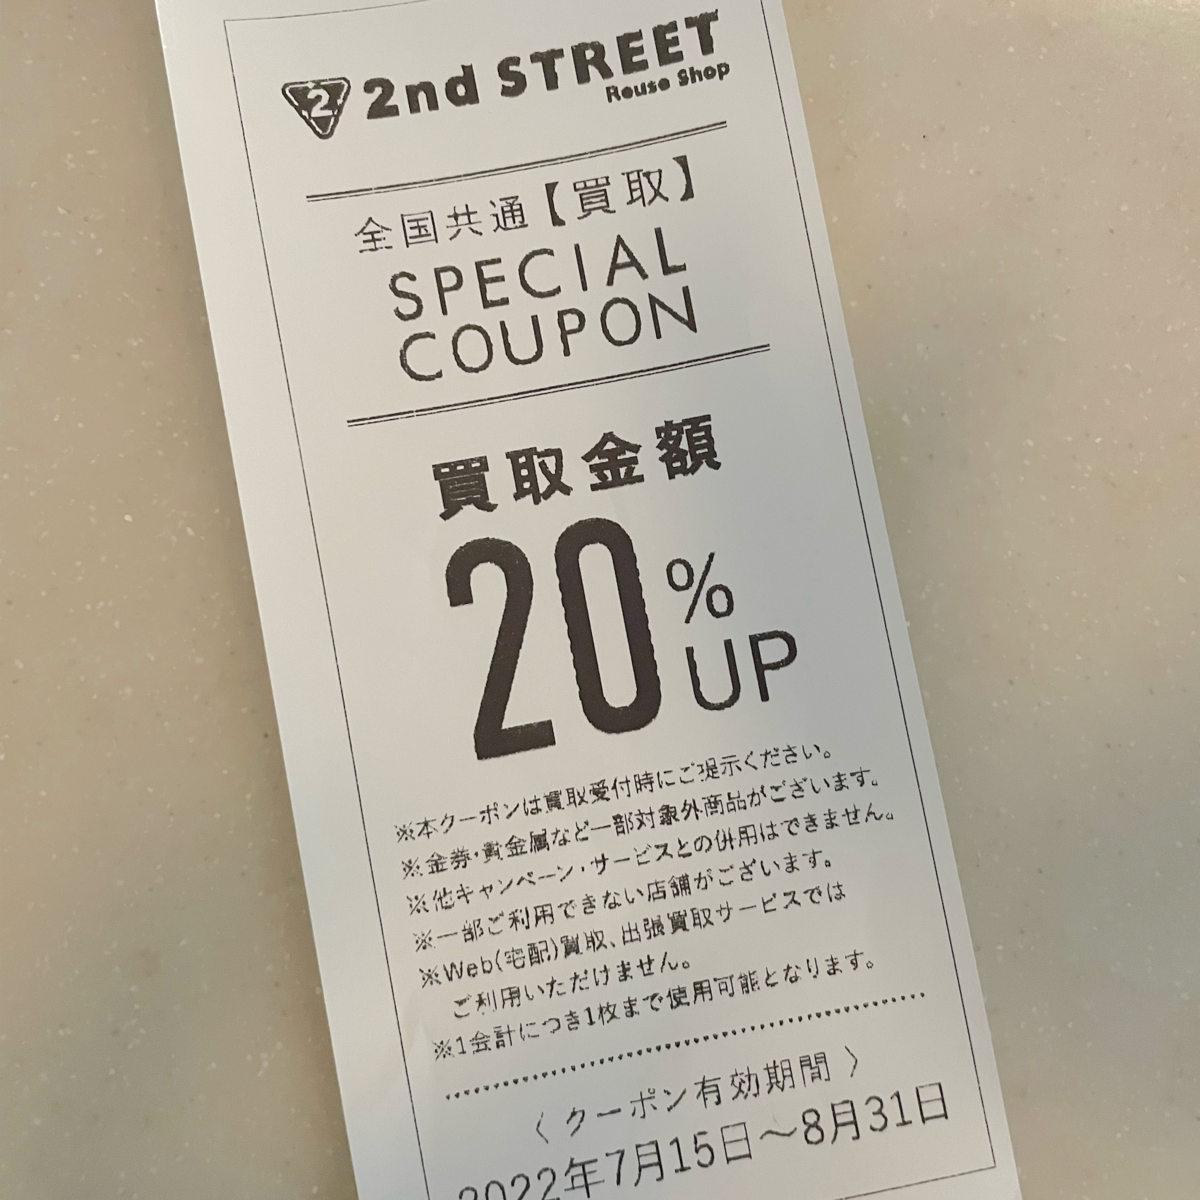 2nd STREET
Reuse Shop
全国共通【買取】
SPECIAL
COUPON
買取金額
20%
UP
※本クーポンは買取受付時にご提示ください。
※金券・貴金属など一部対象外商品がございます。
※他キャンペーン・サービスとの併用はできません。
※一部ご利用できない店舗がございます。
※Web(宅配)買取、出張買取サービスでは
ご利用いただけません。
※1会計につき1枚まで使用可能となります。
〈クーポン有効期間〉
2022年7月15日～8月31日